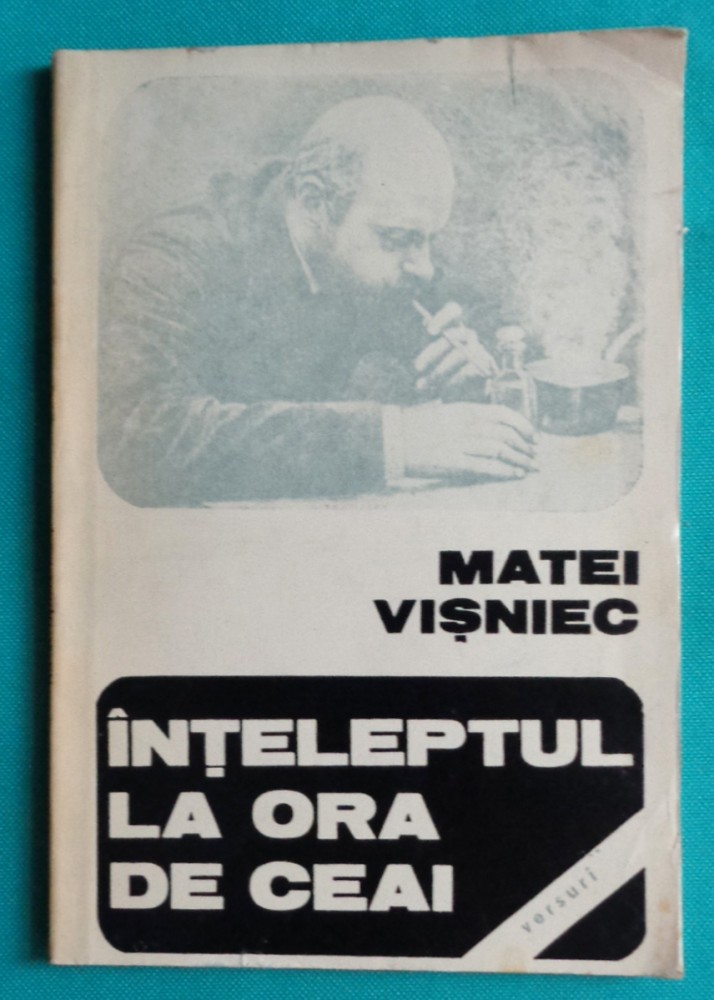 MATEI
VIȘNIEC
ÎNȚELEPTUL
LA ORA
DE CEAI
versuri